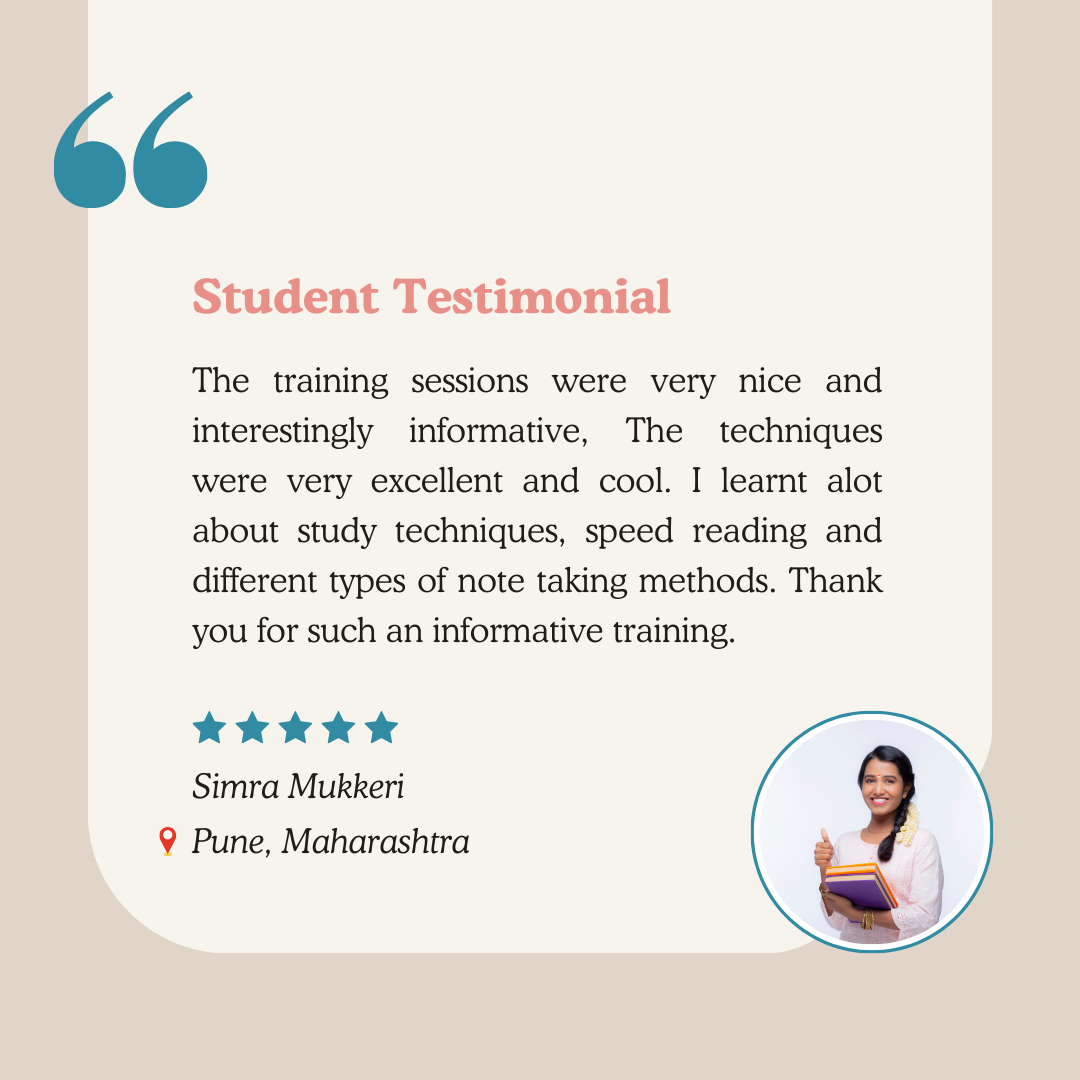 “
Student Testimonial
The training sessions were very nice and
interestingly informative, The techniques
were very excellent and cool. I learnt alot
about study techniques, speed reading and
different types of note taking methods. Thank
you for such an informative training.
Simra Mukkeri
Pune, Maharashtra